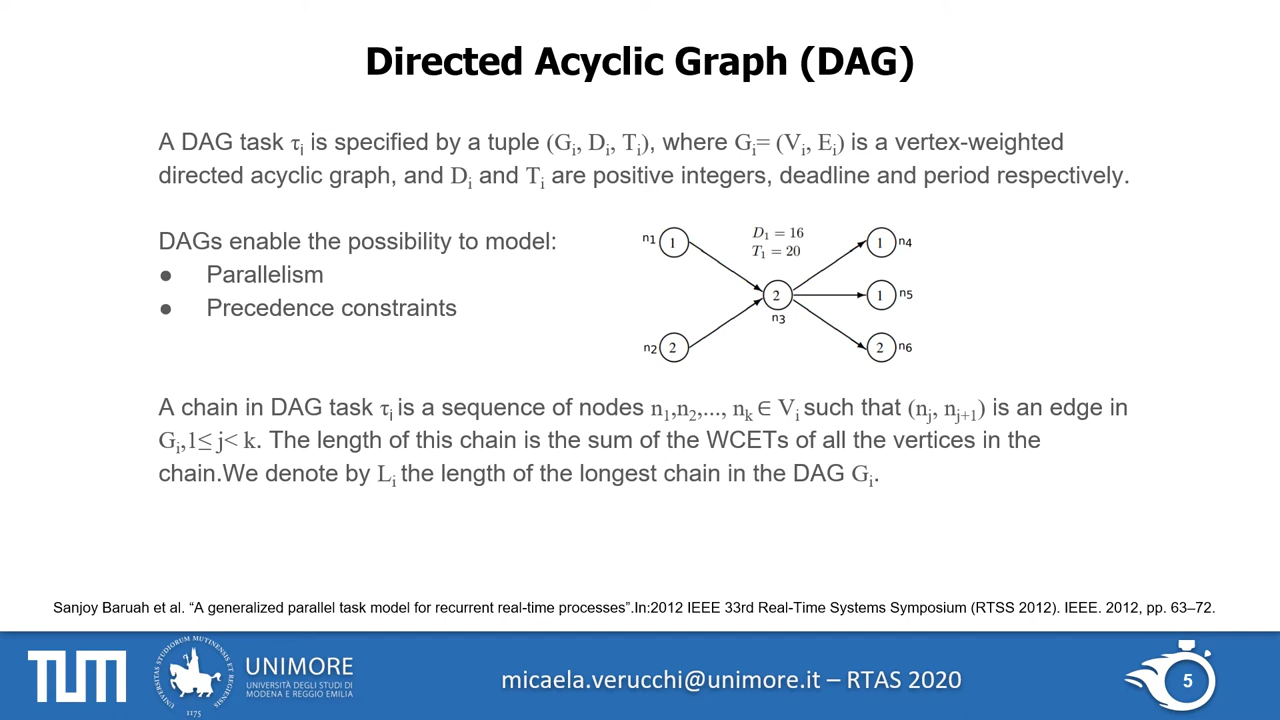 Directed Acyclic Graph (DAG)
A DAG task τi is specified by a tuple (Gi, Di, Ti), where Gi= (Vi, Ei) is a vertex-weighted
directed acyclic graph, and Di and Ti are positive integers, deadline and period respectively.
DAGs enable the possibility to model:
● Parallelism
● Precedence constraints
D1 = 16
T1 = 20
n1 1
1 n4
2
n3
1 n5
n2 2
2 n6
A chain in DAG task τi is a sequence of nodes n1,n2,..., nk ∈ Vi such that (nj, nj+1) is an edge in
Gi,1≤ j< k. The length of this chain is the sum of the WCETs of all the vertices in the
chain.We denote by Li the length of the longest chain in the DAG Gi.
Sanjoy Baruah et al. “A generalized parallel task model for recurrent real-time processes”.In:2012 IEEE 33rd Real-Time Systems Symposium (RTSS 2012). IEEE. 2012, pp. 63–72.
TUM
UNIVERSITAS STUDIORUM MUTINENSIS ET REGIENSIS
1175
UNIMORE
UNIVERSITÀ DEGLI STUDI DI
MODENA E REGGIO EMILIA
micaela.verucchi@unimore.it – RTAS 2020
5